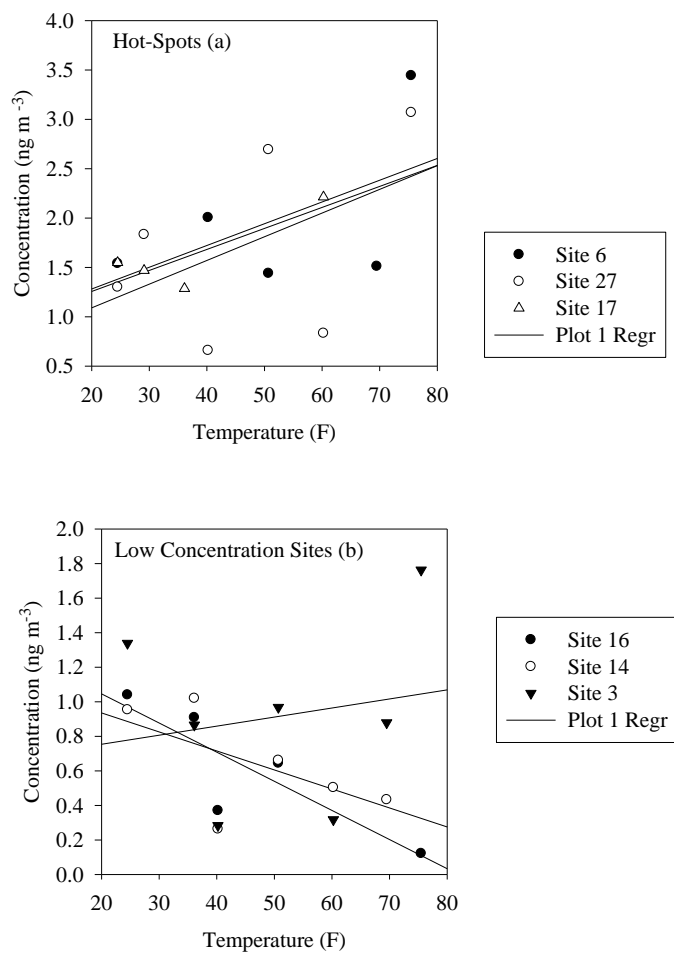 Hot-Spots (a)
Concentration (ng m -3)
4.0
3.5
3.0
2.5
2.0
1.5
1.0
0.5
20 30 40 50 60 70 80
Temperature (F)
Site 6
Site 27
Site 17
Plot 1 Regr
Low Concentration Sites (b)
Concentration (ng m-3)
2.0
1.8
1.6
1.4
1.2
1.0
0.8
0.6
0.4
0.2
0.0
20 30 40 50 60 70 80
Temperature (F)
Site 16
Site 14
Site 3
Plot 1 Regr